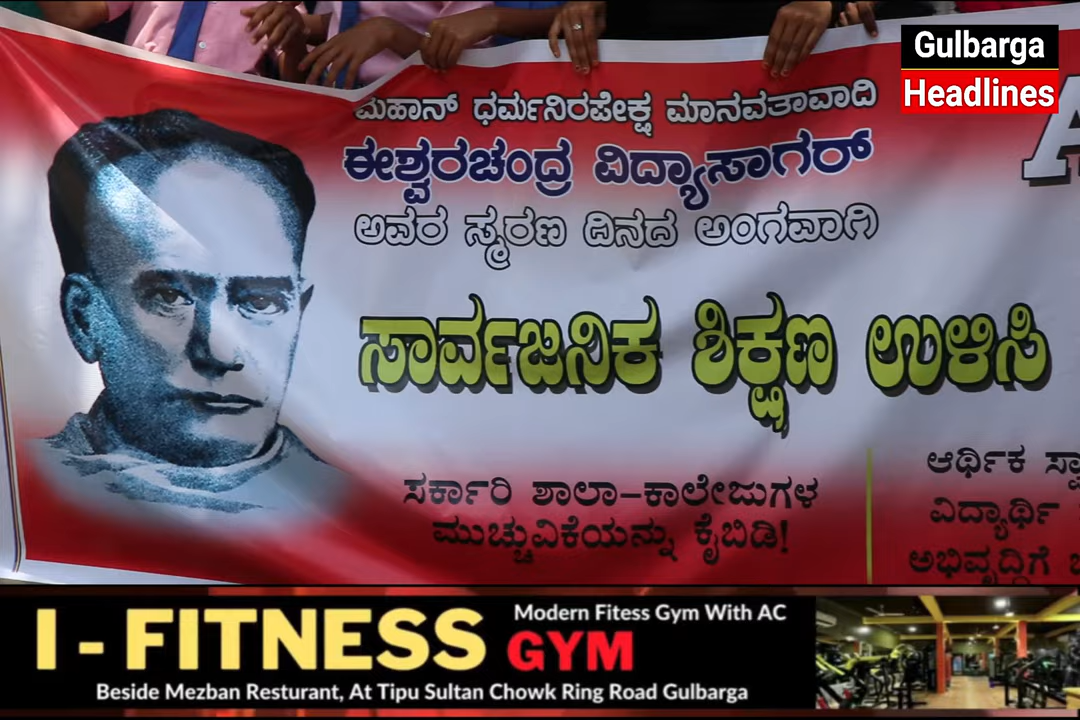 Gulbarga
Headlines
ಮಹಾನ್ ಧರ್ಮನಿರಪೇಕ್ಷ ಮಾನವತಾವಾದಿ
ಈಶ್ವರಚಂದ್ರ ವಿದ್ಯಾಸಾಗರ್
ಅವರ ಸ್ಮರಣ ದಿನದ ಅಂಗವಾಗಿ
ಸಾರ್ವಜನಿಕ ಶಿಕ್ಷಣ ಉಳಿಸಿ
ಸರ್ಕಾರಿ ಶಾಲಾ-ಕಾಲೇಜುಗಳ
ಮುಚ್ಚುವಿಕೆಯನ್ನು ಕೈಬಿಡಿ!
ಆರ್ಥಿಕ
ವಿದ್ಯಾರ್ಥಿ
ಅಭಿವೃದ್ಧಿಗೆ
I - FITNESS
Modern Fitess Gym With AC
GYM
Beside Mezban Resturant, At Tipu Sultan Chowk Ring Road Gulbarga